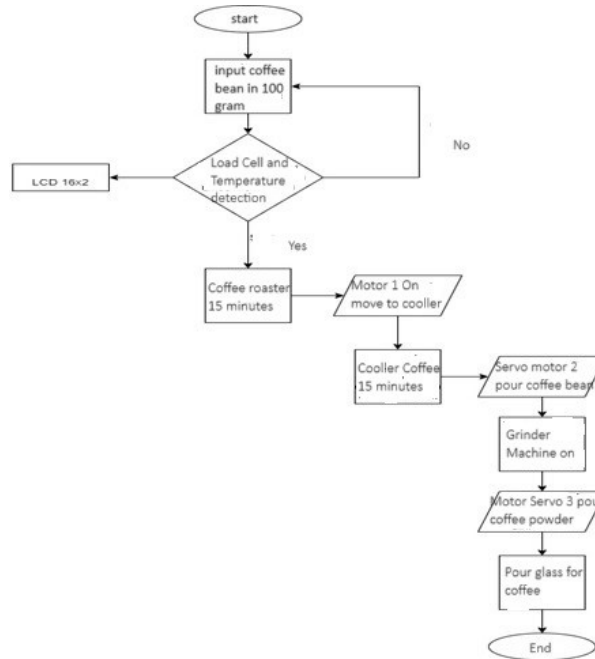 start
input coffee
bean in 100
gram
No
Load Cell and
Temperature
detection
LCD 16×2
Yes
Coffee roaster
15 minutes
Motor 1 On
move to cooller
Cooller Coffee
15 minutes
Servo motor 2
pour coffee bean
Grinder
Machine on
Motor Servo 3 pou
coffee powder
Pour glass for
coffee
End